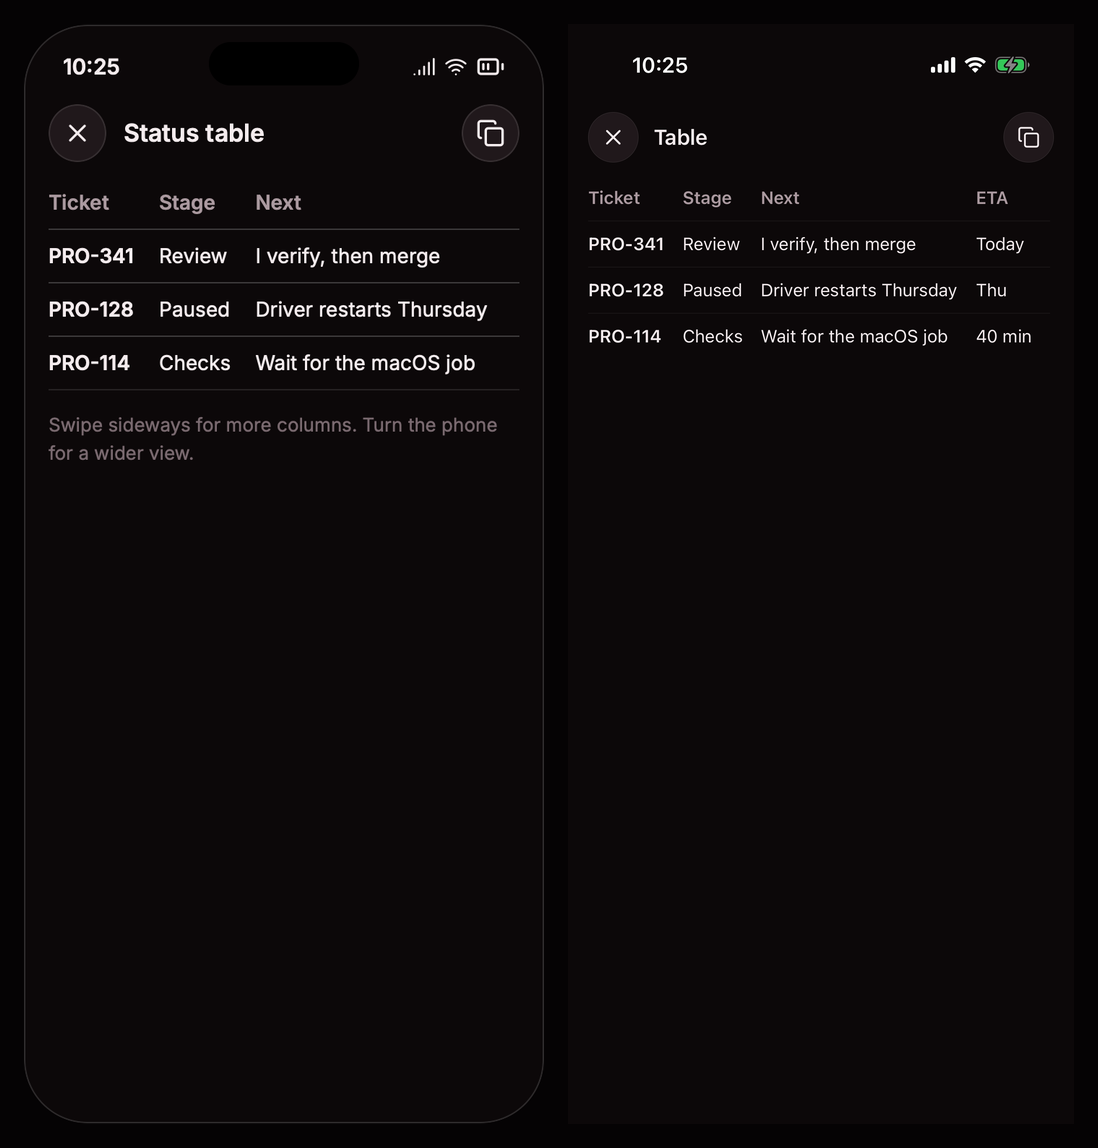 10:25
Status table
Ticket Stage Next
PRO-341 Review I verify, then merge
PRO-128 Paused Driver restarts Thursday
PRO-114 Checks Wait for the macOS job
Swipe sideways for more columns. Turn the phone
for a wider view.
10:25
Table
Ticket Stage Next ETA
PRO-341 Review I verify, then merge Today
PRO-128 Paused Driver restarts Thursday Thu
PRO-114 Checks Wait for the macOS job 40 min